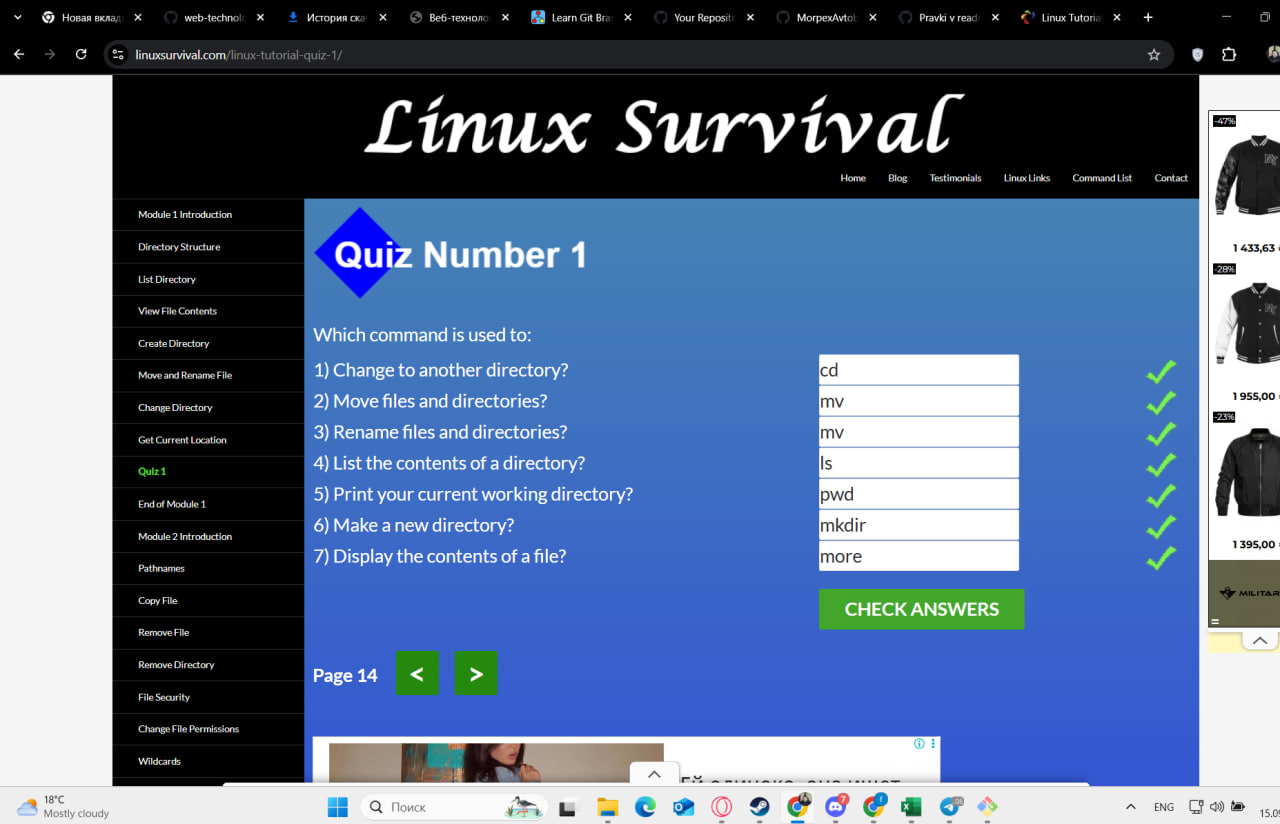 Новая вклад
web-technol
История ска
Веб-техноло
Learn Git Bra
Your Reposit
MorpexAvtob
Pravki v read
Linux Tutoria
linuxsurvival.com/linux-tutorial-quiz-1/
Linux Survival
Home Blog Testimonials Linux Links Command List Contact
Module 1 Introduction
Directory Structure
List Directory
View File Contents
Create Directory
Move and Rename File
Change Directory
Get Current Location
Quiz 1
End of Module 1
Module 2 Introduction
Pathnames
Copy File
Remove File
Remove Directory
File Security
Change File Permissions
Wildcards
Quiz Number 1
Which command is used to:
1) Change to another directory? cd
2) Move files and directories? mv
3) Rename files and directories? mv
4) List the contents of a directory? ls
5) Print your current working directory? pwd
6) Make a new directory? mkdir
7) Display the contents of a file? more
CHECK ANSWERS
Page 14 < >
-47%
1 433,63
-28%
1 955,00
-23%
1 395,00
MILITAR
18°C
Mostly cloudy
Поиск
7
06
ENG
15.09